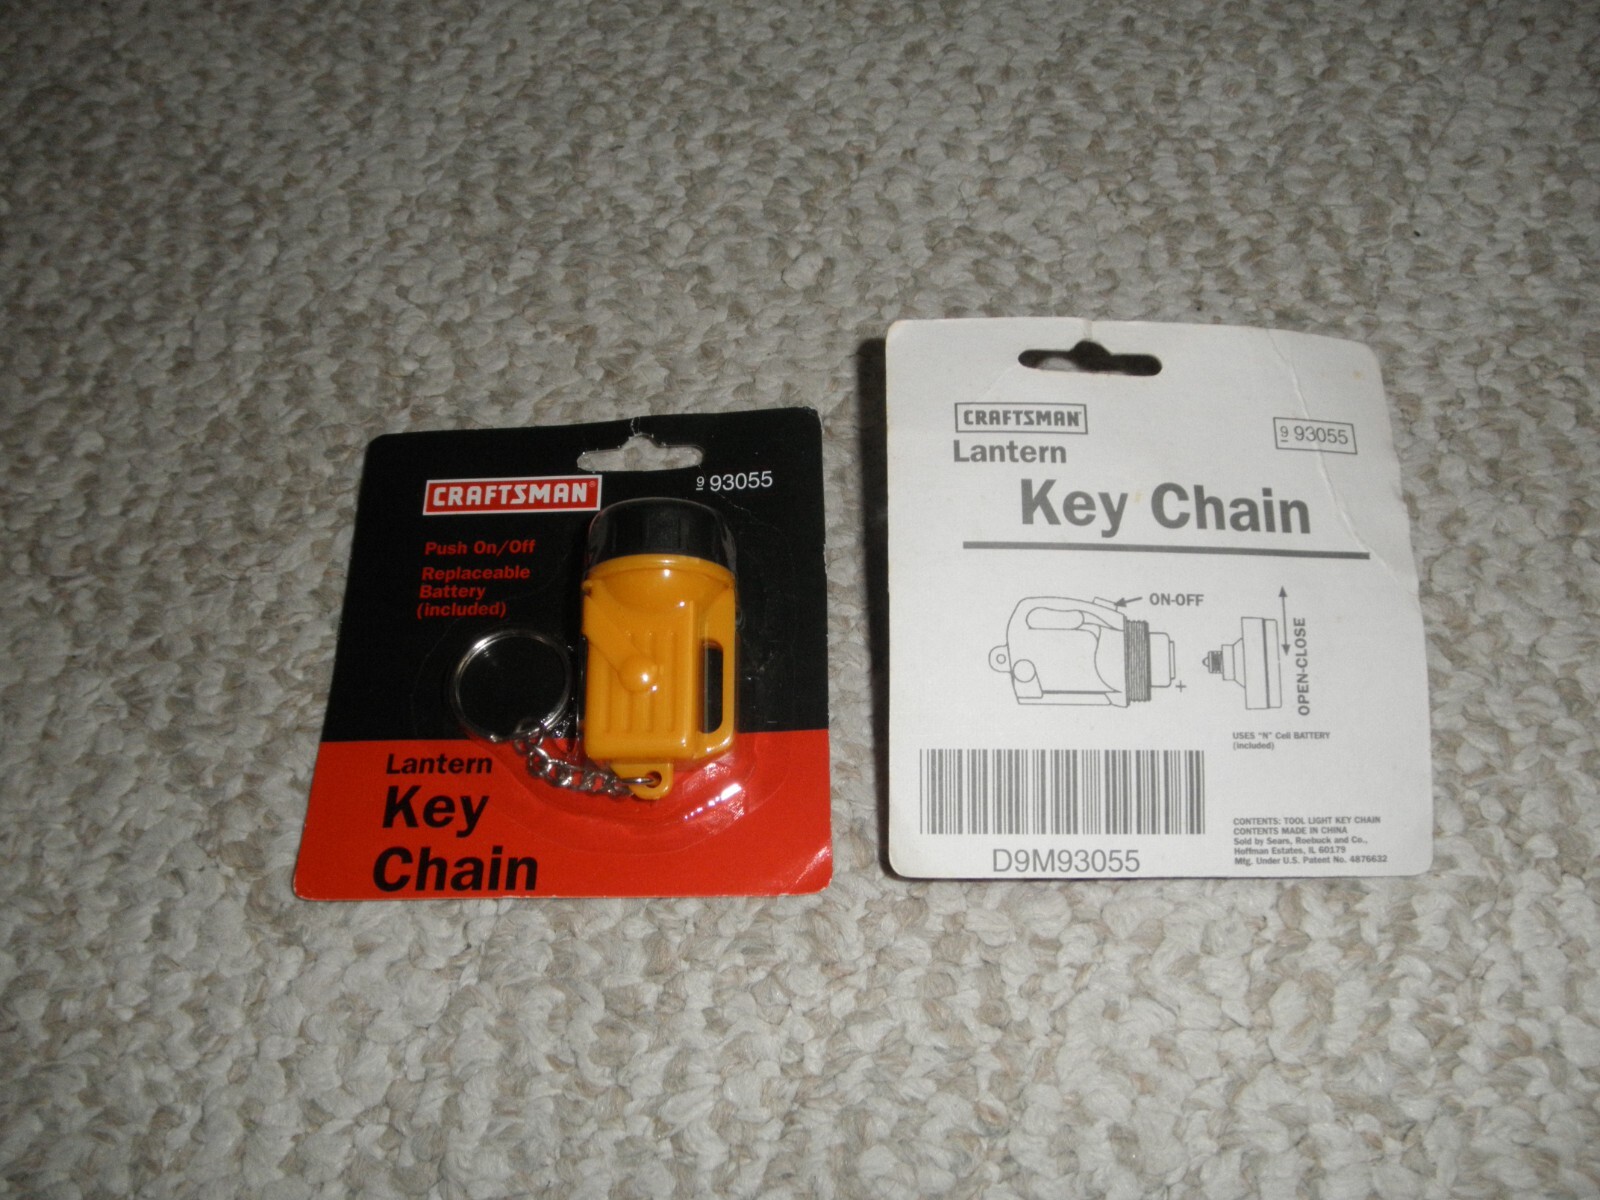 CRAFTSMAN®
9 93055
Push On/Off
Replaceable
Battery
(included)
Lantern
Key
Chain
CRAFTSMAN®
9 93055
Lantern
Key Chain
ON-OFF
OPEN-CLOSE
+
USES "N" Cell BATTERY
(included)
D9M93055
CONTENTS: TOOL LIGHT KEY CHAIN
CONTENTS MADE IN CHINA
Sold by Sears, Roebuck and Co.,
Hoffman Estates, IL 60179
Mfg. Under U.S. Patent No. 4876632